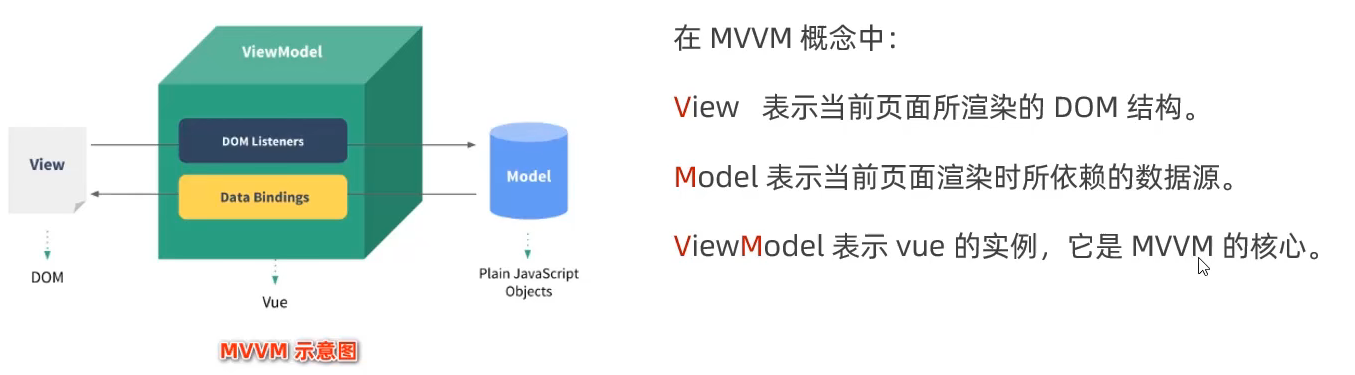 ViewModel
DOM Listeners
View
Model
Data Bindings
DOM
Plain JavaScript
Objects
Vue
MVVM 示意图
在 MVVM 概念中：
View 表示当前页面所渲染的 DOM 结构。
Model 表示当前页面渲染时所依赖的数据源。
ViewModel 表示 vue 的实例，它是 MVVM 的核心。